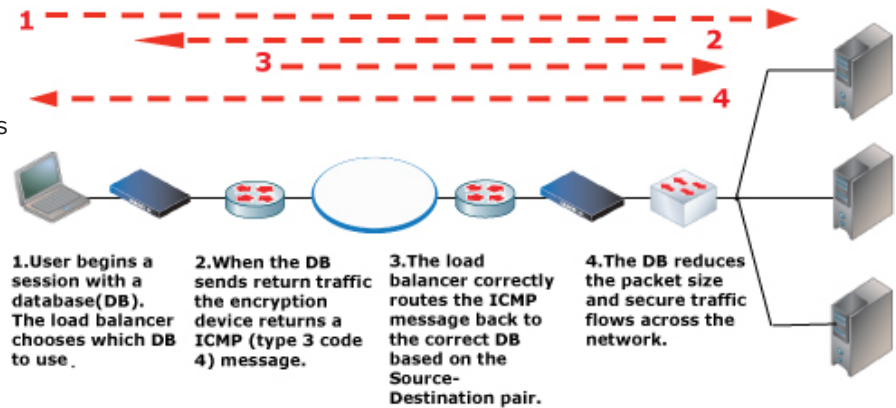 1
2
3
4
s
1.User begins a
session with a
database(DB).
The load balancer
chooses which DB
to use.
2.When the DB
sends return traffic
the encryption
device returns a
ICMP (type 3 code
4) message.
3.The load
balancer correctly
routes the ICMP
message back to
the correct DB
based on the
Source-
Destination pair.
4.The DB reduces
the packet size
and secure traffic
flows across the
network.